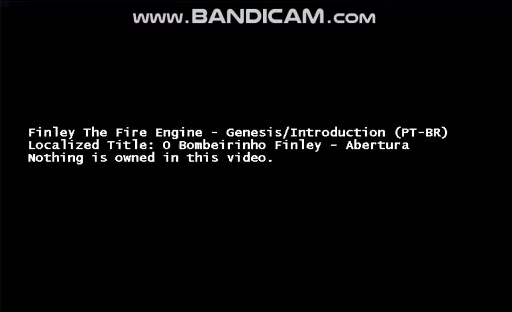 www.BANDICAM.com
Finley The Fire Engine - Genesis/Introduction (PT-BR)
Localized Title: O Bombeirinho Finley - Abertura
Nothing is owned in this video.